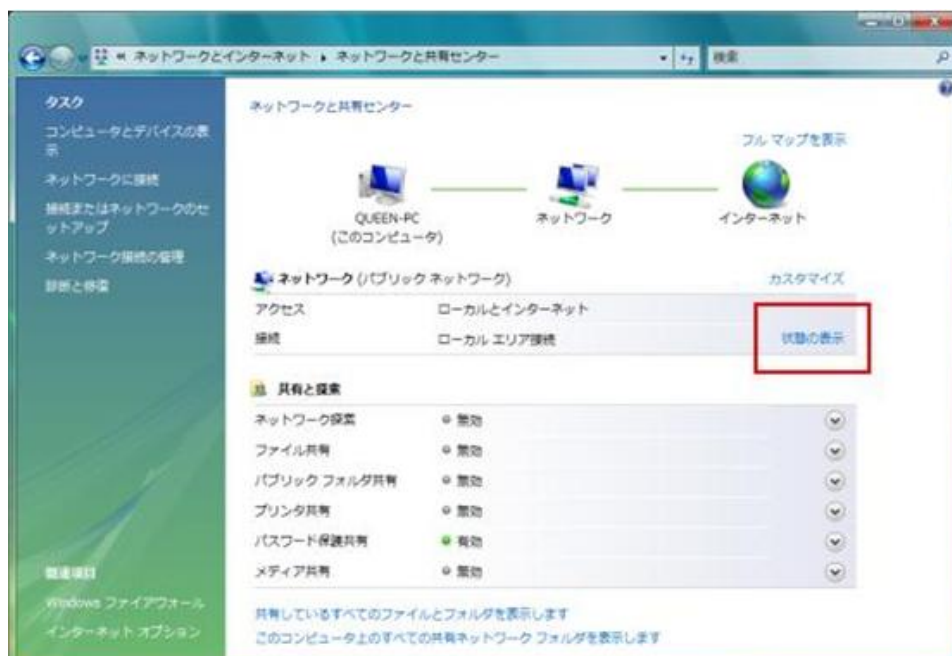 « ネットワークとインターネット ▸ ネットワークと共有センター
検索
タスク
コンピュータとデバイスの表
示
ネットワークに接続
接続またはネットワークのセ
ットアップ
ネットワーク接続の管理
診断と修復
関連項目
Windows ファイアウォール
インターネット オプション
ネットワークと共有センター
フル マップを表示
QUEEN-PC
(このコンピュータ)
ネットワーク
インターネット
ネットワーク (パブリック ネットワーク)
カスタマイズ
アクセス ローカルとインターネット
接続 ローカル エリア接続 状態の表示
共有と探索
ネットワーク探索 無効
ファイル共有 無効
パブリック フォルダ共有 無効
プリンタ共有 無効
パスワード保護共有 有効
メディア共有 無効
共有しているすべてのファイルとフォルダを表示します
このコンピュータ上のすべての共有ネットワーク フォルダを表示します